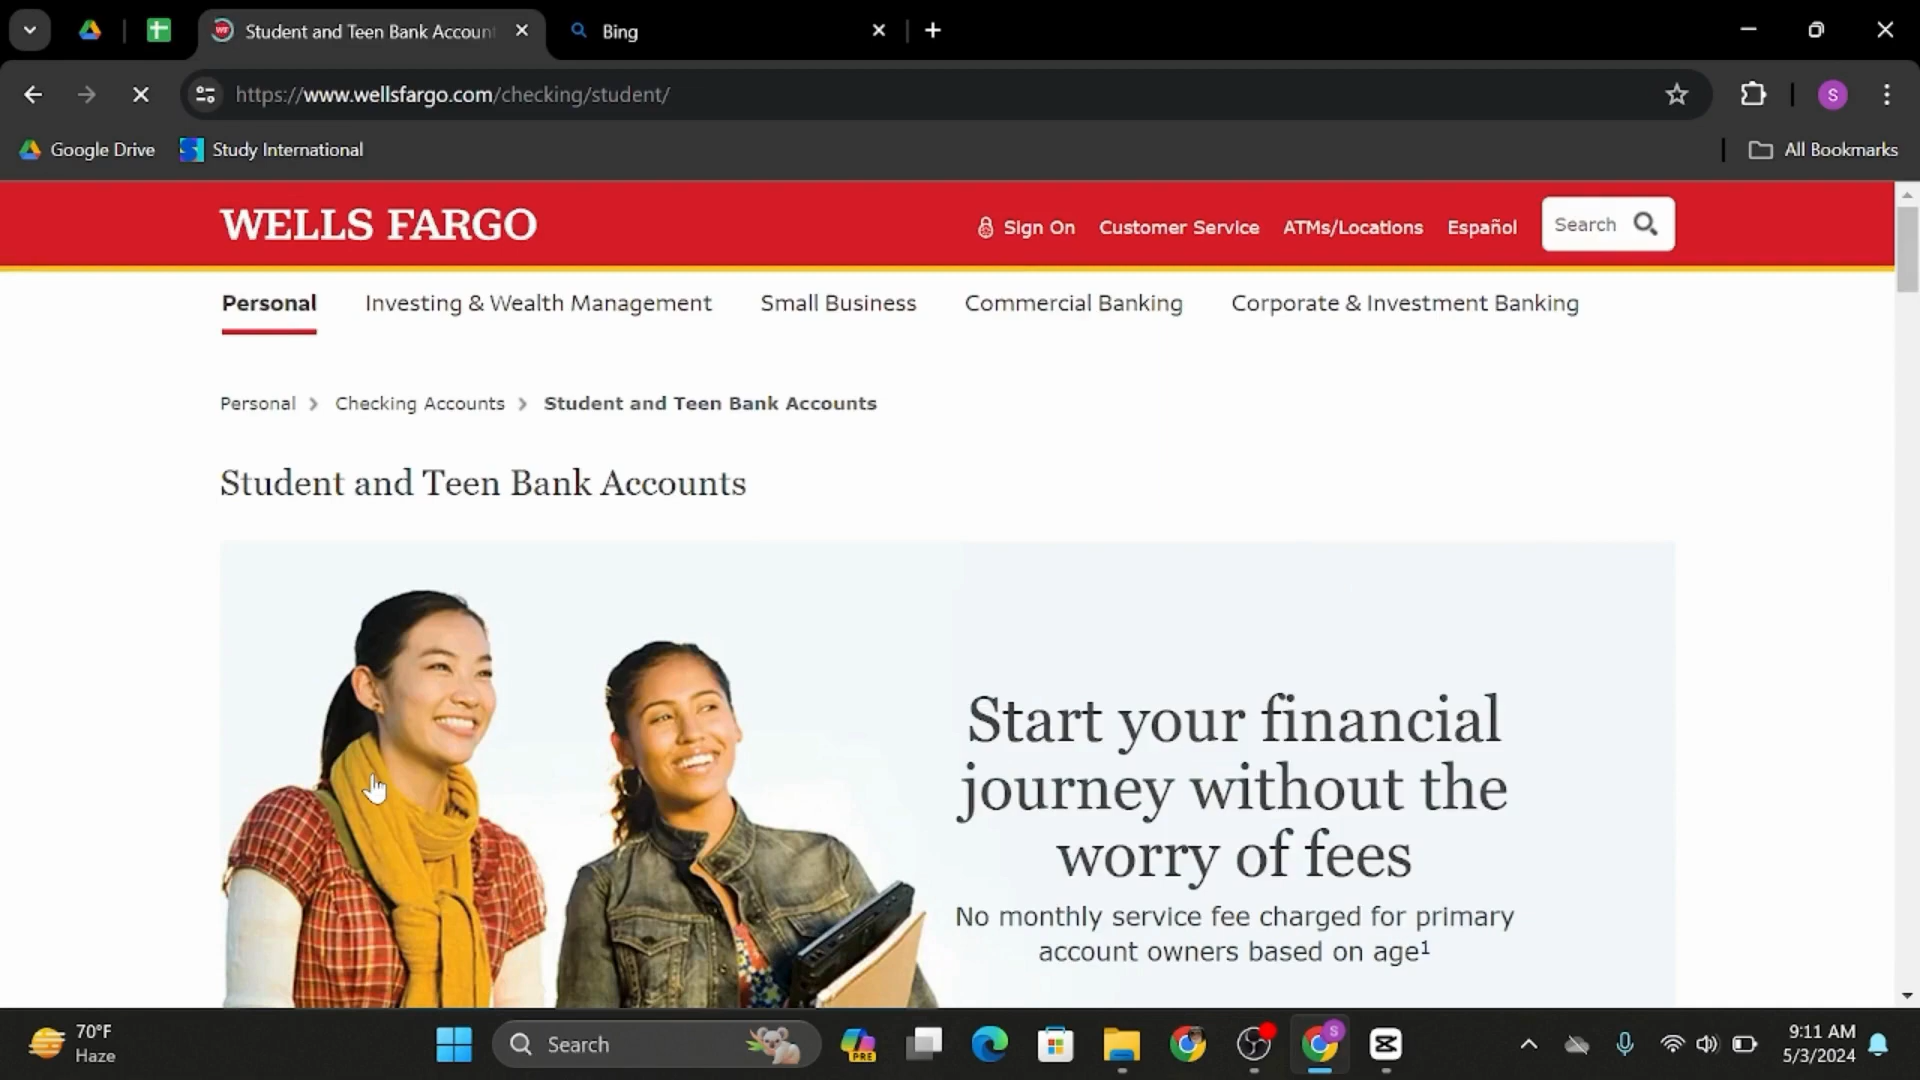 Student and Teen Bank Accoun
Bing
https://www.wellsfargo.com/checking/student/
S
Google Drive
Study International
All Bookmarks
WELLS FARGO
Sign On
Customer Service
ATMs/Locations
Español
Search
Personal
Investing & Wealth Management
Small Business
Commercial Banking
Corporate & Investment Banking
Personal > Checking Accounts > Student and Teen Bank Accounts
Student and Teen Bank Accounts
Start your financial
journey without the
worry of fees
No monthly service fee charged for primary
account owners based on age¹
70°F
Haze
Search
PRE
S
9:11 AM
5/3/2024